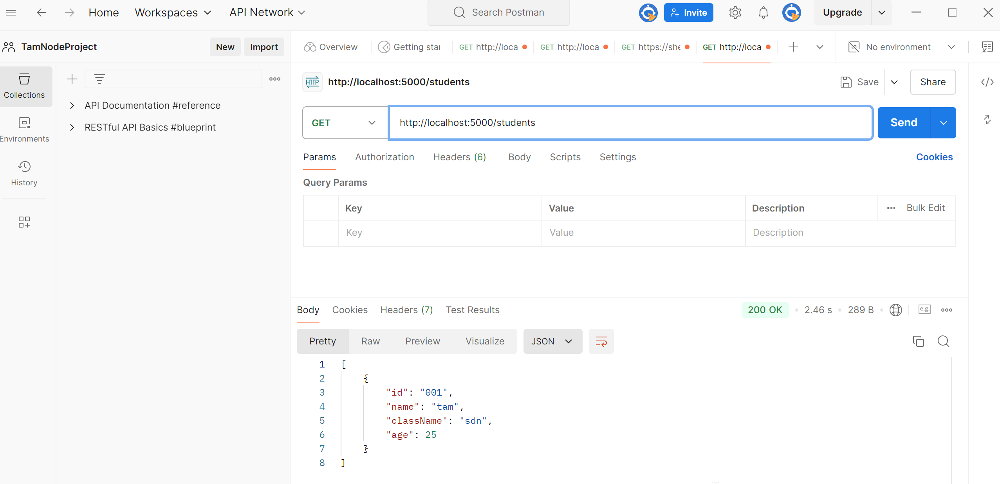 Home Workspaces API Network Search Postman Invite Upgrade
TamNodeProject New Import
Overview Getting star GET http://loca GET http://loca GET https://she GET http://loca No environment
Collections
Environments
History
API Documentation #reference
RESTful API Basics #blueprint
HTTP http://localhost:5000/students Save Share
GET http://localhost:5000/students Send
Params Authorization Headers (6) Body Scripts Settings Cookies
Query Params
Key Value Description Bulk Edit
Key Value Description
Body Cookies Headers (7) Test Results 200 OK 2.46 s 289 B e.g.
Pretty Raw Preview Visualize JSON
1 [
2 {
3 "id": "001",
4 "name": "tam",
5 "className": "sdn",
6 "age": 25
7 }
8 ]